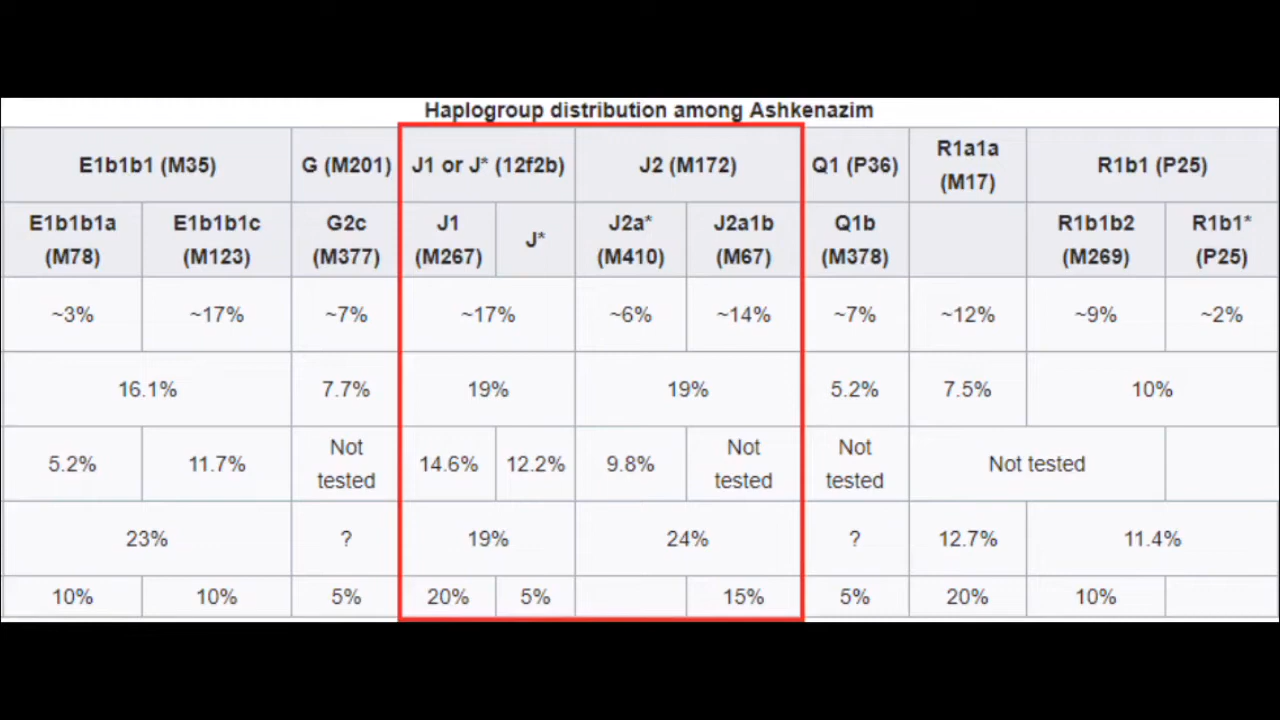 Haplogroup distribution among Ashkenazim
E1b1b1 (M35) G (M201) J1 or J* (12f2b) J2 (M172) Q1 (P36) R1a1a (M17) R1b1 (P25)
E1b1b1a (M78) E1b1b1c (M123) G2c (M377) J1 (M267) J* J2a* (M410) J2a1b (M67) Q1b (M378) R1b1b2 (M269) R1b1* (P25)
~3% ~17% ~7% ~17% ~6% ~14% ~7% ~12% ~9% ~2%
16.1% 7.7% 19% 19% 5.2% 7.5% 10%
5.2% 11.7% Not tested 14.6% 12.2% 9.8% Not tested Not tested Not tested
23% ? 19% 24% ? 12.7% 11.4%
10% 10% 5% 20% 5% 15% 5% 20% 10%